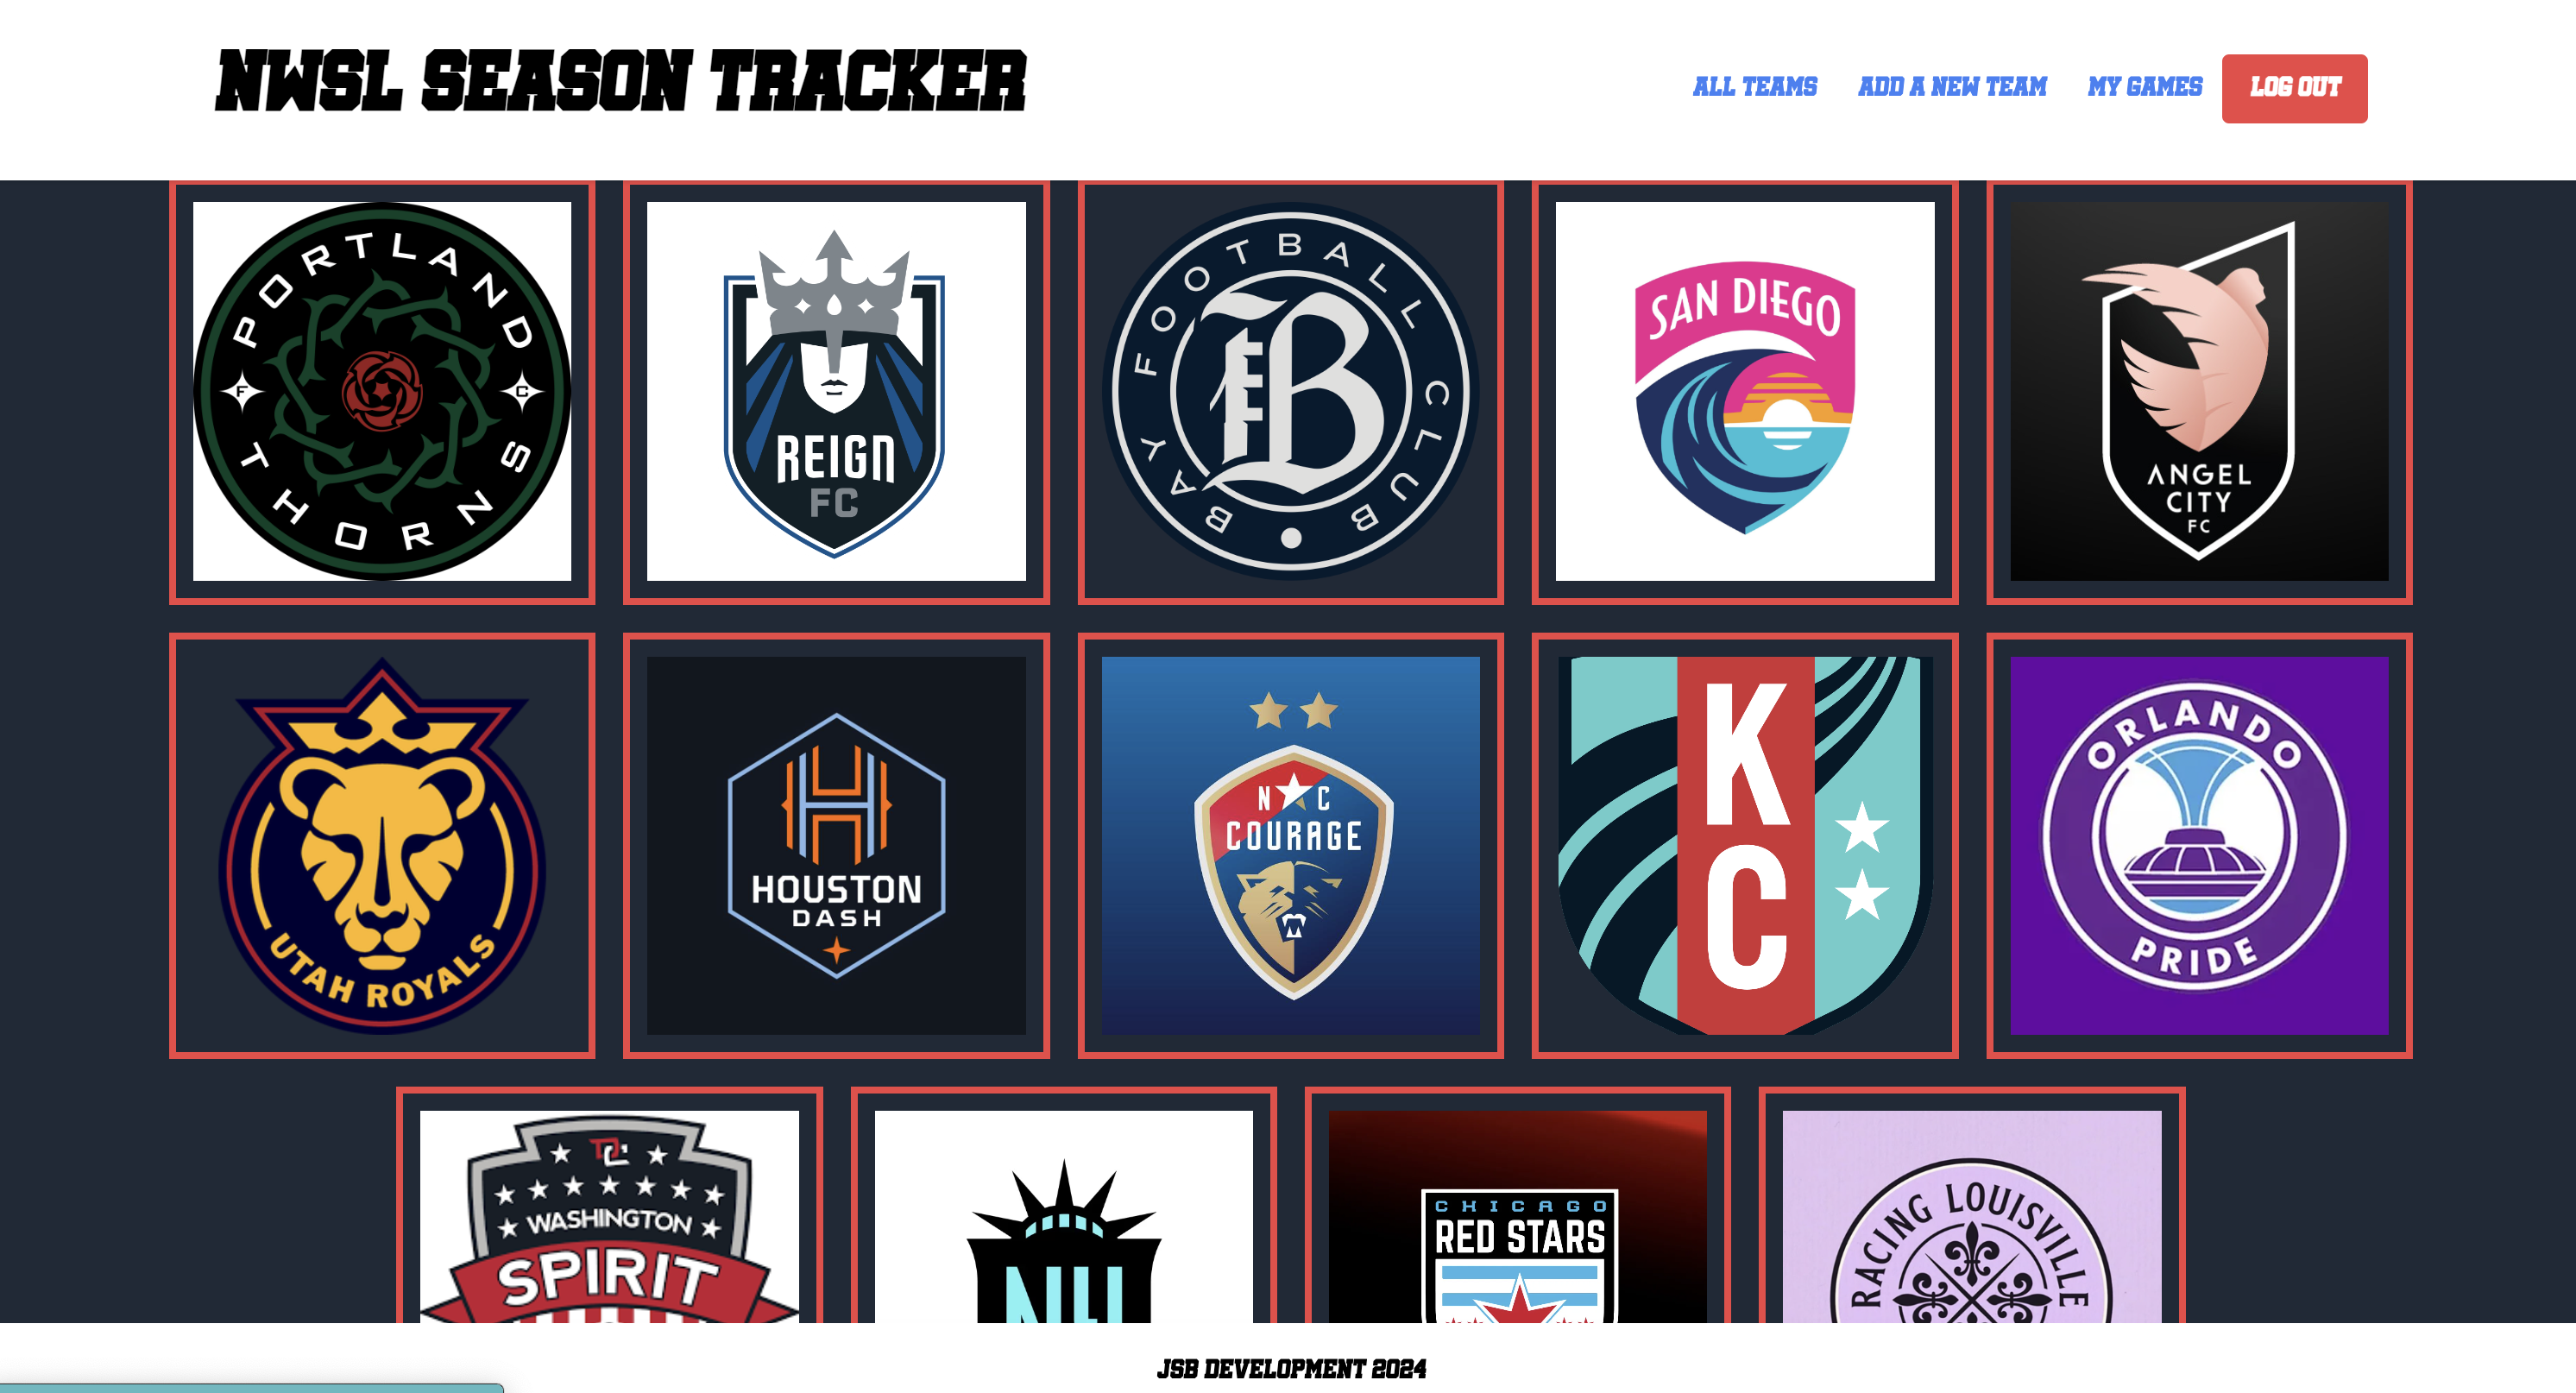 NWSL SEASON TRACKER
ALL TEAMS
ADD A NEW TEAM
MY GAMES
LOG OUT
PORTLAND
F C
THORNS
REIGN
FC
BAY FOOTBALL CLUB
B
SAN DIEGO
ANGEL
CITY
FC
UTAH ROYALS
H
HOUSTON
DASH
N C
COURAGE
K
C
ORLANDO
PRIDE
DC
WASHINGTON
SPIRIT
CHICAGO
RED STARS
RACING LOUISVILLE
JSB DEVELOPMENT 2024